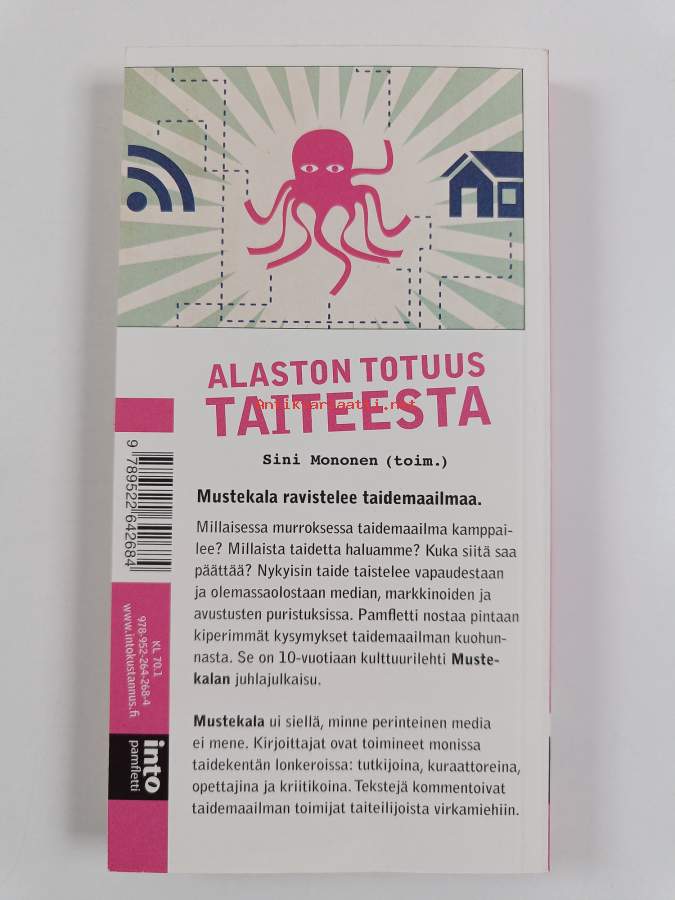 ALASTON TOTUUS
TAITEESTA
Antikvariaatti.net
Sini Mononen (toim.)
Mustekala ravistelee taidemaailmaa.
Millaisessa murroksessa taidemaailma kamppai-
lee? Millaista taidetta haluamme? Kuka siitä saa
päättää? Nykyisin taide taistelee vapaudestaan
ja olemassaolostaan median, markkinoiden ja
avustusten puristuksissa. Pamfletti nostaa pintaan
kiperimmät kysymykset taidemaailman kuohun-
nasta. Se on 10-vuotiaan kulttuurilehti Muste-
kalan juhlajulkaisu.
Mustekala ui siellä, minne perinteinen media
ei mene. Kirjoittajat ovat toimineet monissa
taidekentän lonkeroissa: tutkijoina, kuraattoreina,
opettajina ja kriitikoina. Tekstejä kommentoivat
taidemaailman toimijat taiteilijoista virkamiehiin.
9 789522 642684
KL 70.1
978-952-264-268-4
www.intokustannus.fi
into
pamfletti